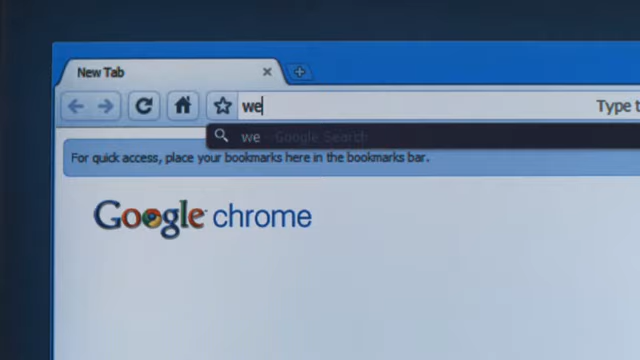 New Tab
we
Type t
we - Google Search
For quick access, place your bookmarks here in the bookmarks bar.
Google chrome